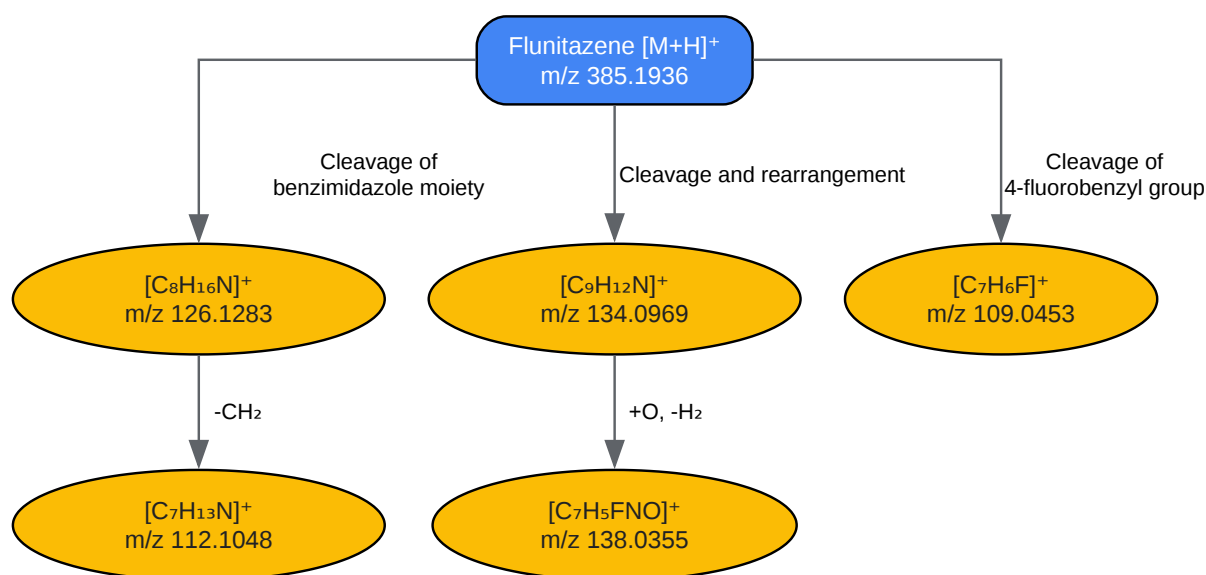 Flunitazene [M+H]⁺
m/z 385.1936
Cleavage of
benzimidazole moiety
Cleavage and rearrangement
Cleavage of
4-fluorobenzyl group
[C₈H₁₆N]⁺
m/z 126.1283
[C₉H₁₂N]⁺
m/z 134.0969
[C₇H₆F]⁺
m/z 109.0453
-CH₂
+O, -H₂
[C₇H₁₃N]⁺
m/z 112.1048
[C₇H₅FNO]⁺
m/z 138.0355